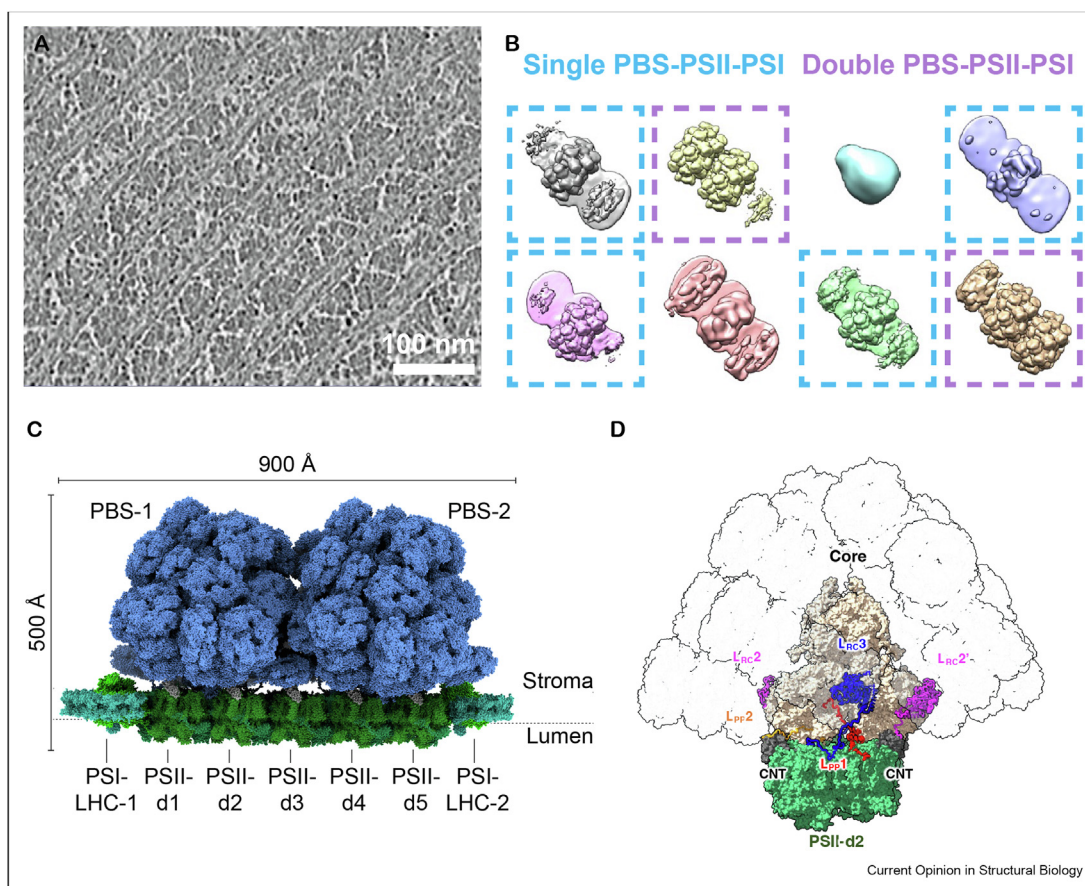 A
100 nm
B
Single PBS-PSII-PSI
Double PBS-PSII-PSI
C
900 Å
PBS-1
PBS-2
500 Å
Stroma
Lumen
PSI-
LHC-1
PSII-
d1
PSII-
d2
PSII-
d3
PSII-
d4
PSII-
d5
PSI-
LHC-2
D
Core
LRC3
LRC2
LRC2'
LPP2
LPP1
CNT
CNT
PSII-d2
Current Opinion in Structural Biology